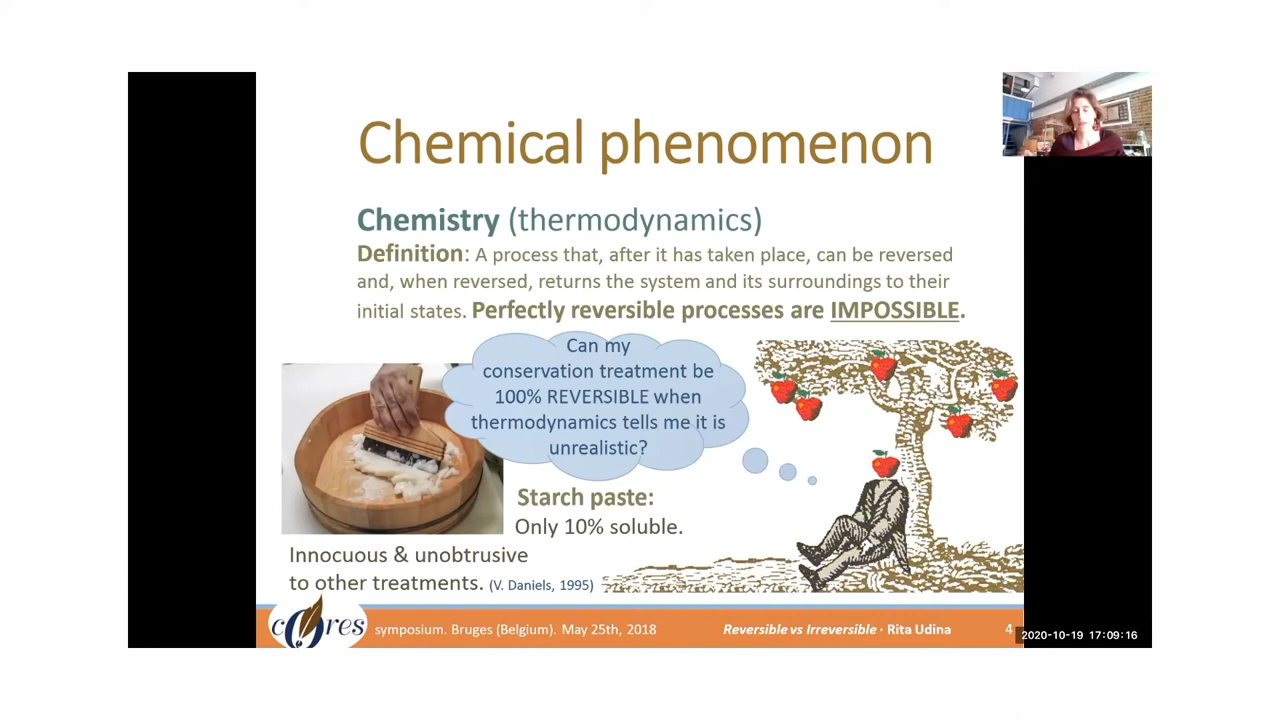 Chemical phenomenon
Chemistry (thermodynamics)
Definition: A process that, after it has taken place, can be reversed
and, when reversed, returns the system and its surroundings to their
initial states. Perfectly reversible processes are IMPOSSIBLE.
Can my
conservation treatment be
100% REVERSIBLE when
thermodynamics tells me it is
unrealistic?
Starch paste:
Only 10% soluble.
Innocuous & unobtrusive
to other treatments. (V. Daniels, 1995)
cOres symposium. Bruges (Belgium). May 25th, 2018 Reversible vs Irreversible · Rita Udina 4
2020-10-19 17:09:16